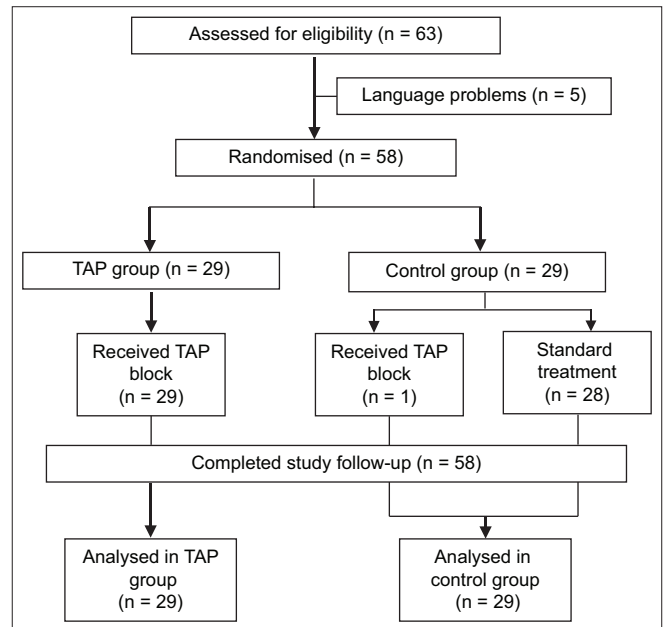 Assessed for eligibility (n = 63)
Language problems (n = 5)
Randomised (n = 58)
TAP group (n = 29)
Control group (n = 29)
Received TAP
block
(n = 29)
Received TAP
block
(n = 1)
Standard
treatment
(n = 28)
Completed study follow-up (n = 58)
Analysed in TAP
group
(n = 29)
Analysed in
control group
(n = 29)